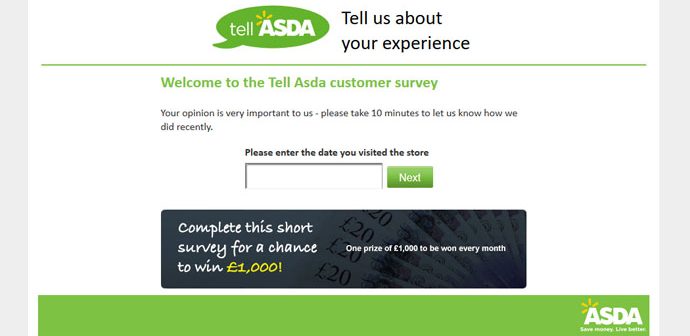 tell ASDA
Tell us about
your experience
Welcome to the Tell Asda customer survey
Your opinion is very important to us - please take 10 minutes to let us know how we
did recently.
Please enter the date you visited the store
Next
Complete this short
survey for a chance
to win £1,000!
One prize of £1,000 to be won every month
£20
£20
£20
ASDA
Save money. Live better.